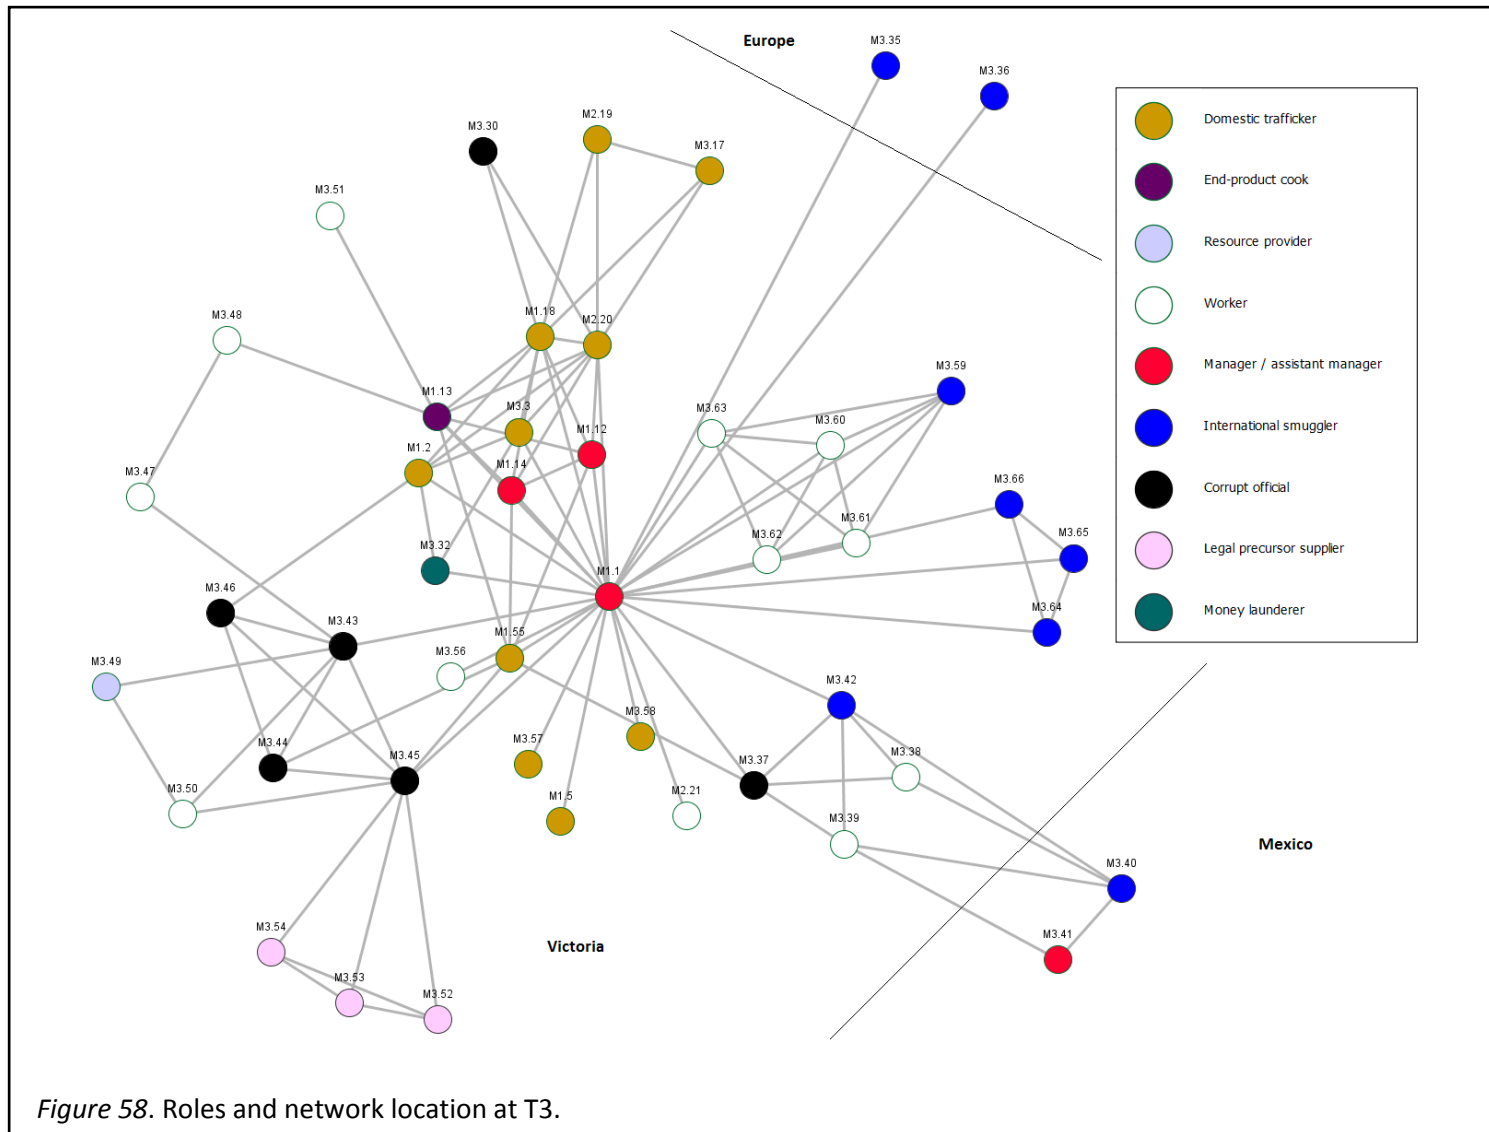 Europe
M3.35
M3.36
M2.19
M3.30
M3.17
M3.51
M3.48
M1.18
M2.20
M1.13
M3.3
M1.12
M1.2
M1.14
M3.47
M3.32
M3.63
M3.60
M3.59
M3.66
M3.61
M3.62
M3.65
M3.64
M1.1
M3.46
M3.43
M1.55
M3.56
M3.49
M3.44
M3.45
M3.50
M3.57
M3.58
M1.5
M2.21
M3.42
M3.37
M3.38
M3.39
M3.40
M3.41
M3.54
M3.53
M3.52
Victoria
Mexico
Domestic trafficker
End-product cook
Resource provider
Worker
Manager / assistant manager
International smuggler
Corrupt official
Legal precursor supplier
Money launderer
Figure 58. Roles and network location at T3.